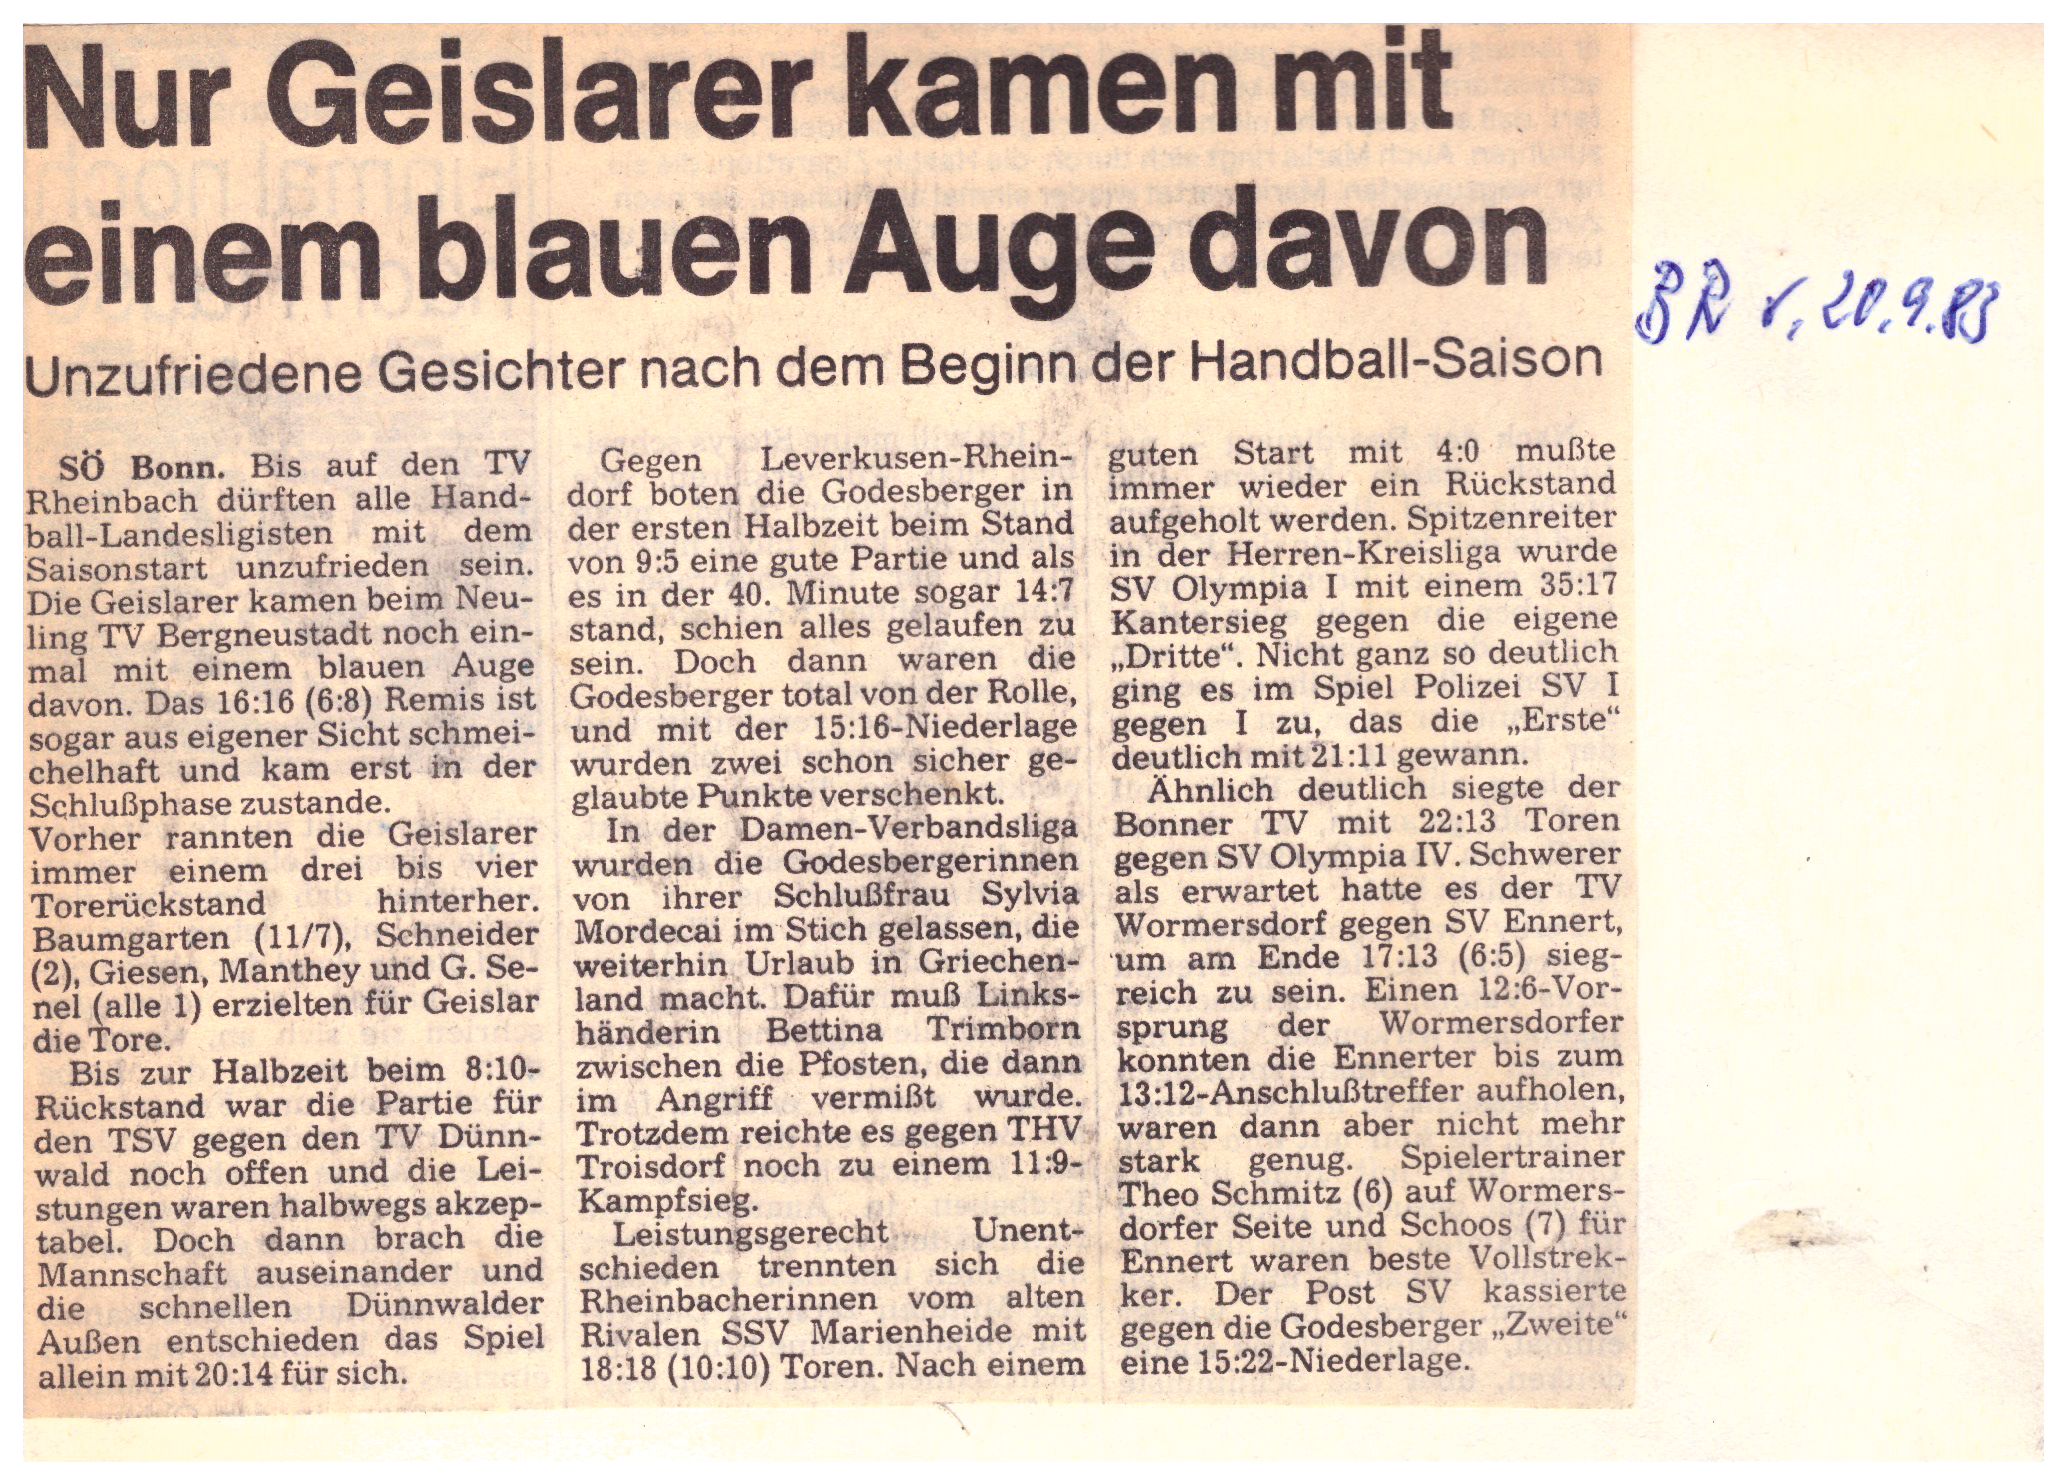 Nur Geislarer kamen mit
einem blauen Auge davon
BR v. 20.9.83
Unzufriedene Gesichter nach dem Beginn der Handball-Saison
SÖ Bonn. Bis auf den TV
Rheinbach dürften alle Hand-
ball-Landesligisten mit dem
Saisonstart unzufrieden sein.
Die Geislarer kamen beim Neu-
ling TV Bergneustadt noch ein-
mal mit einem blauen Auge
davon. Das 16:16 (6:8) Remis ist
sogar aus eigener Sicht schmei-
chelhaft und kam erst in der
Schlußphase zustande.
Vorher rannten die Geislarer
immer einem drei bis vier
Torerückstand hinterher.
Baumgarten (11/7), Schneider
(2), Giesen, Manthey und G. Se-
nel (alle 1) erzielten für Geislar
die Tore.
Bis zur Halbzeit beim 8:10-
Rückstand war die Partie für
den TSV gegen den TV Dünn-
wald noch offen und die Lei-
stungen waren halbwegs akzep-
tabel. Doch dann brach die
Mannschaft auseinander und
die schnellen Dünnwalder
Außen entschieden das Spiel
allein mit 20:14 für sich.
Gegen Leverkusen-Rhein-
dorf boten die Godesberger in
der ersten Halbzeit beim Stand
von 9:5 eine gute Partie und als
es in der 40. Minute sogar 14:7
stand, schien alles gelaufen zu
sein. Doch dann waren die
Godesberger total von der Rolle,
und mit der 15:16-Niederlage
wurden zwei schon sicher ge-
glaubte Punkte verschenkt.
In der Damen-Verbandsliga
wurden die Godesbergerinnen
von ihrer Schlußfrau Sylvia
Mordecai im Stich gelassen, die
weiterhin Urlaub in Griechen-
land macht. Dafür muß Links-
händerin Bettina Trimborn
zwischen die Pfosten, die dann
im Angriff vermißt wurde.
Trotzdem reichte es gegen THV
Troisdorf noch zu einem 11:9-
Kampfsieg.
Leistungsgerecht Unent-
schieden trennten sich die
Rheinbacherinnen vom alten
Rivalen SSV Marienheide mit
18:18 (10:10) Toren. Nach einem
guten Start mit 4:0 mußte
immer wieder ein Rückstand
aufgeholt werden. Spitzenreiter
in der Herren-Kreisliga wurde
SV Olympia I mit einem 35:17
Kantersieg gegen die eigene
„Dritte“. Nicht ganz so deutlich
ging es im Spiel Polizei SV I
gegen I zu, das die „Erste“
deutlich mit 21:11 gewann.
Ähnlich deutlich siegte der
Bonner TV mit 22:13 Toren
gegen SV Olympia IV. Schwerer
als erwartet hatte es der TV
Wormersdorf gegen SV Ennert,
um am Ende 17:13 (6:5) sieg-
reich zu sein. Einen 12:6-Vor-
sprung der Wormersdorfer
konnten die Ennerter bis zum
13:12-Anschlußtreffer aufholen,
waren dann aber nicht mehr
stark genug. Spielertrainer
Theo Schmitz (6) auf Wormers-
dorfer Seite und Schoos (7) für
Ennert waren beste Vollstrek-
ker. Der Post SV kassierte
gegen die Godesberger „Zweite“
eine 15:22-Niederlage.